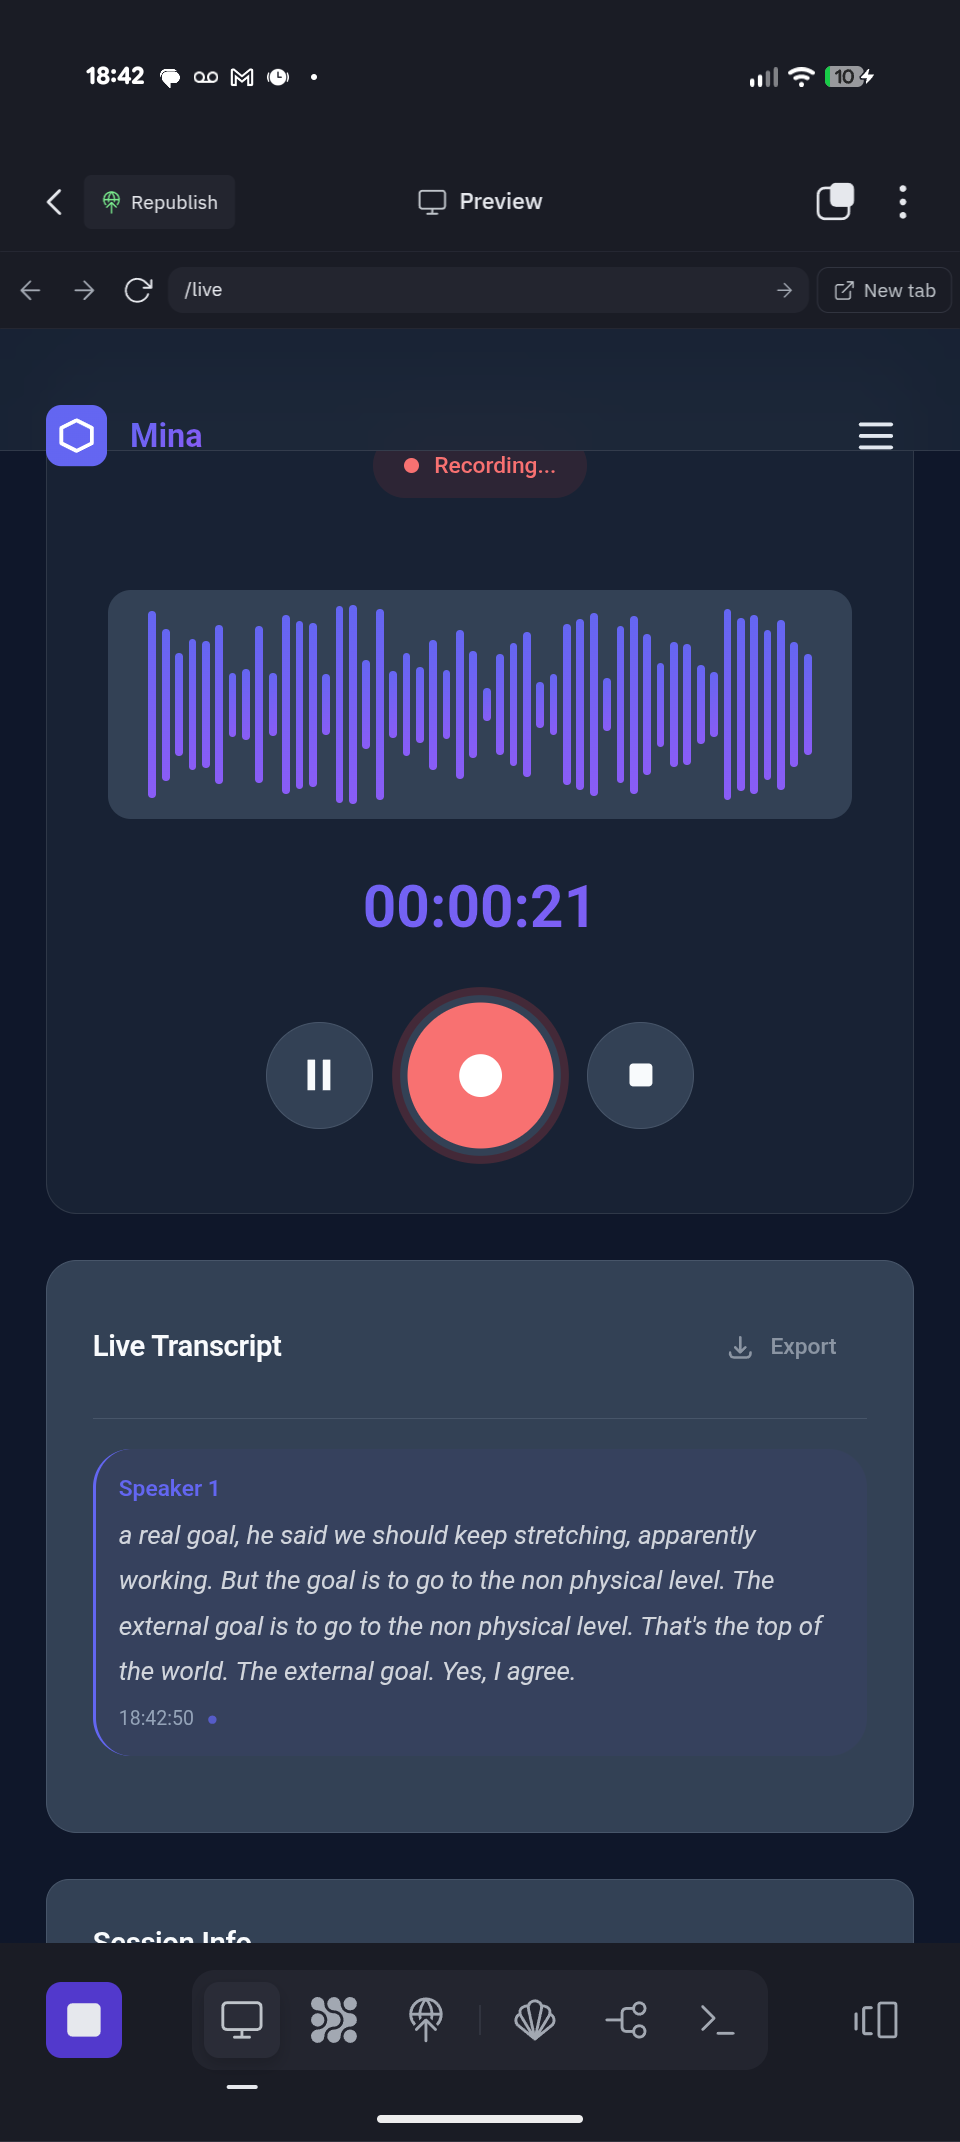 18:42
10
Republish
Preview
/live
New tab
Mina
Recording...
00:00:21
Live Transcript
Export
Speaker 1
a real goal, he said we should keep stretching, apparently
working. But the goal is to go to the non physical level. The
external goal is to go to the non physical level. That's the top of
the world. The external goal. Yes, I agree.
18:42:50
Session Info